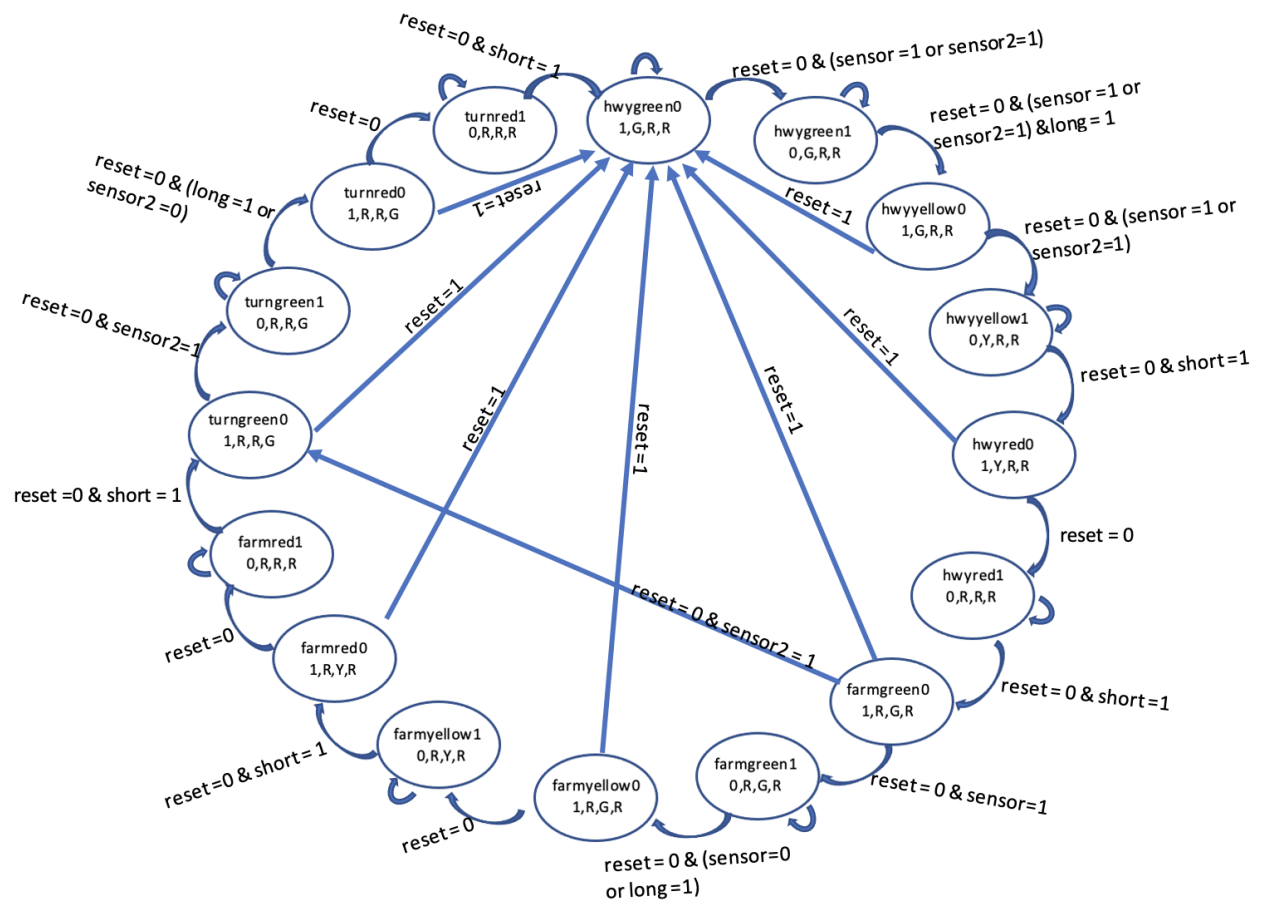 reset=0 & short= 1
hwygreen0
1,G,R,R
reset= 0 & (sensor =1 or sensor2=1)
turnred1
0,R,R,R
hwygreen1
0,G,R,R
reset= 0 & (sensor =1 or
sensor2=1) &long= 1
reset=0
turnred0
1,R,R,G
reset=1
reset=1
hwyyellow0
1,G,R,R
reset=0 & (long =1 or
sensor2 =0)
reset= 0 & (sensor =1 or
sensor2=1)
turngreen1
0,R,R,G
reset=1
reset=1
hwyyellow1
0,Y,R,R
reset=0 & sensor2=1
reset= 0 & short=1
turngreen0
1,R,R,G
reset=1
reset=1
reset=1
hwyred0
1,Y,R,R
reset =0 & short = 1
reset = 0
farmred1
0,R,R,R
hwyred1
0,R,R,R
reset= 0 & sensor2 = 1
reset=0
farmred0
1,R,Y,R
farmgreen0
1,R,G,R
reset= 0 & short=1
farmyellow1
0,R,Y,R
farmgreen1
0,R,G,R
reset=0 & short= 1
farmyellow0
1,R,G,R
reset= 0 & sensor=1
reset= 0
reset= 0 & (sensor=0
or long=1)